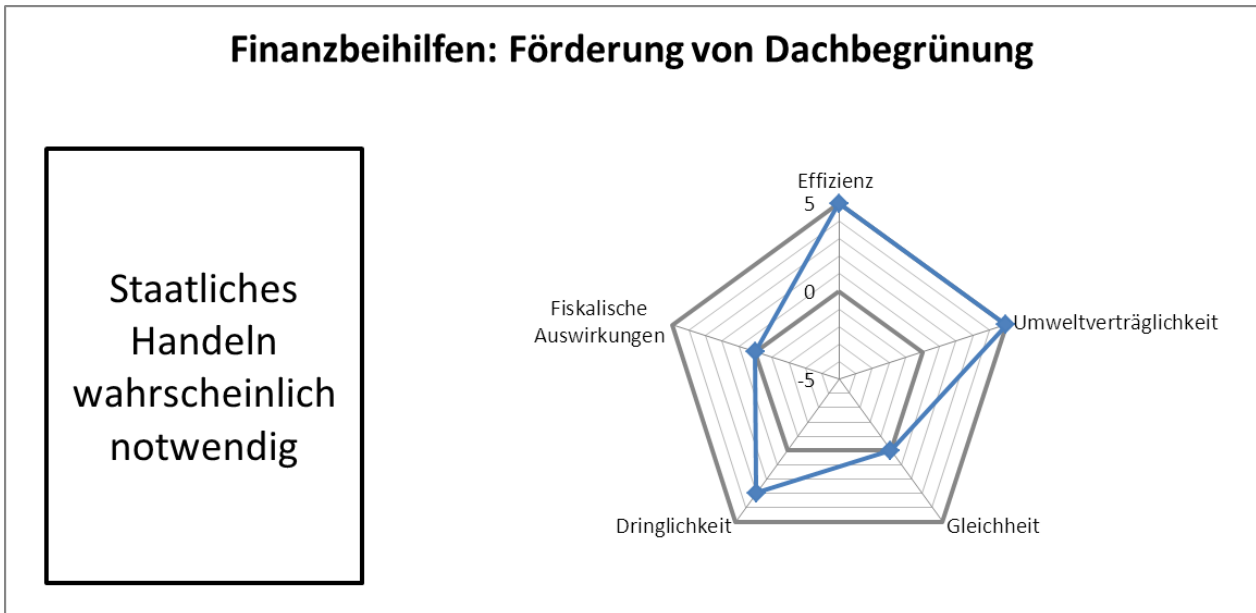 Finanzbeihilfen: Förderung von Dachbegrünung
Staatliches
Handeln
wahrscheinlich
notwendig
Effizienz
5
0
-5
Umweltverträglichkeit
Gleichheit
Dringlichkeit
Fiskalische
Auswirkungen